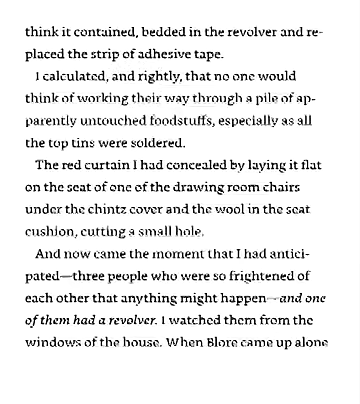 think it contained, bedded in the revolver and re-
placed the strip of adhesive tape.
I calculated, and rightly, that no one would
think of working their way through a pile of ap-
parently untouched foodstuffs, especially as all
the top tins were soldered.
The red curtain I had concealed by laying it flat
on the seat of one of the drawing room chairs
under the chintz cover and the wool in the seat
cushion, cutting a small hole.
And now came the moment that I had antici-
pated—three people who were so frightened of
each other that anything might happen—and one
of them had a revolver. I watched them from the
windows of the house. When Blore came up alone